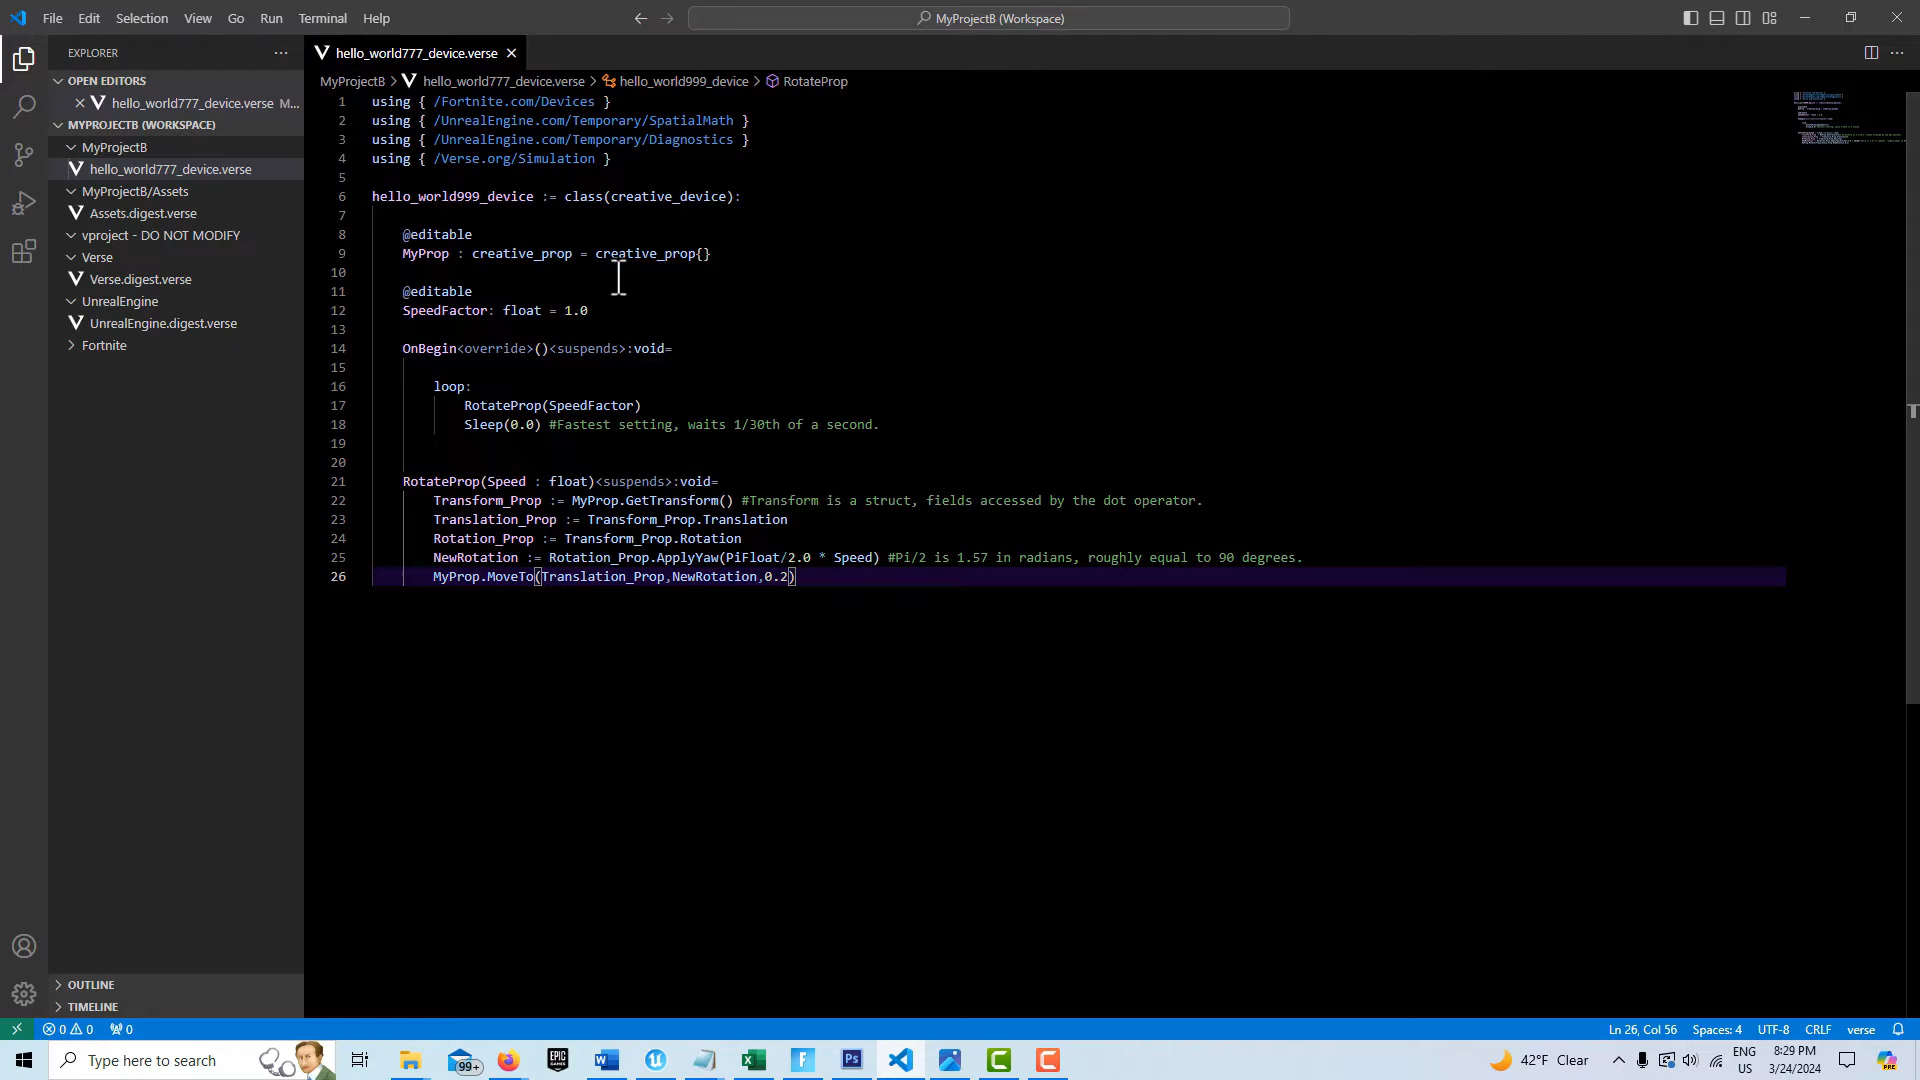 File Edit Selection View Go Run Terminal Help
MyProjectB (Workspace)
EXPLORER
OPEN EDITORS
hello_world777_device.verse M...
MYPROJECTB (WORKSPACE)
MyProjectB
hello_world777_device.verse
MyProjectB/Assets
Assets.digest.verse
vproject - DO NOT MODIFY
Verse
Verse.digest.verse
UnrealEngine
UnrealEngine.digest.verse
Fortnite
OUTLINE
TIMELINE
hello_world777_device.verse
MyProjectB > hello_world777_device.verse > hello_world999_device > RotateProp
1 using { /Fortnite.com/Devices }
2 using { /UnrealEngine.com/Temporary/SpatialMath }
3 using { /UnrealEngine.com/Temporary/Diagnostics }
4 using { /Verse.org/Simulation }
5
6 hello_world999_device := class(creative_device):
7
8 @editable
9 MyProp : creative_prop = creative_prop{}
10
11 @editable
12 SpeedFactor: float = 1.0
13
14 OnBegin<override>()<suspends>:void=
15
16 loop:
17 RotateProp(SpeedFactor)
18 Sleep(0.0) #Fastest setting, waits 1/30th of a second.
19
20
21 RotateProp(Speed : float)<suspends>:void=
22 Transform_Prop := MyProp.GetTransform() #Transform is a struct, fields accessed by the dot operator.
23 Translation_Prop := Transform_Prop.Translation
24 Rotation_Prop := Transform_Prop.Rotation
25 NewRotation := Rotation_Prop.ApplyYaw(PiFloat/2.0 * Speed) #Pi/2 is 1.57 in radians, roughly equal to 90 degrees.
26 MyProp.MoveTo(Translation_Prop,NewRotation,0.2)
0 0 0 Ln 26, Col 56 Spaces: 4 UTF-8 CRLF verse
Type here to search
99+
EPIC GAMES
42°F Clear
ENG
US
8:29 PM
3/24/2024
PRE